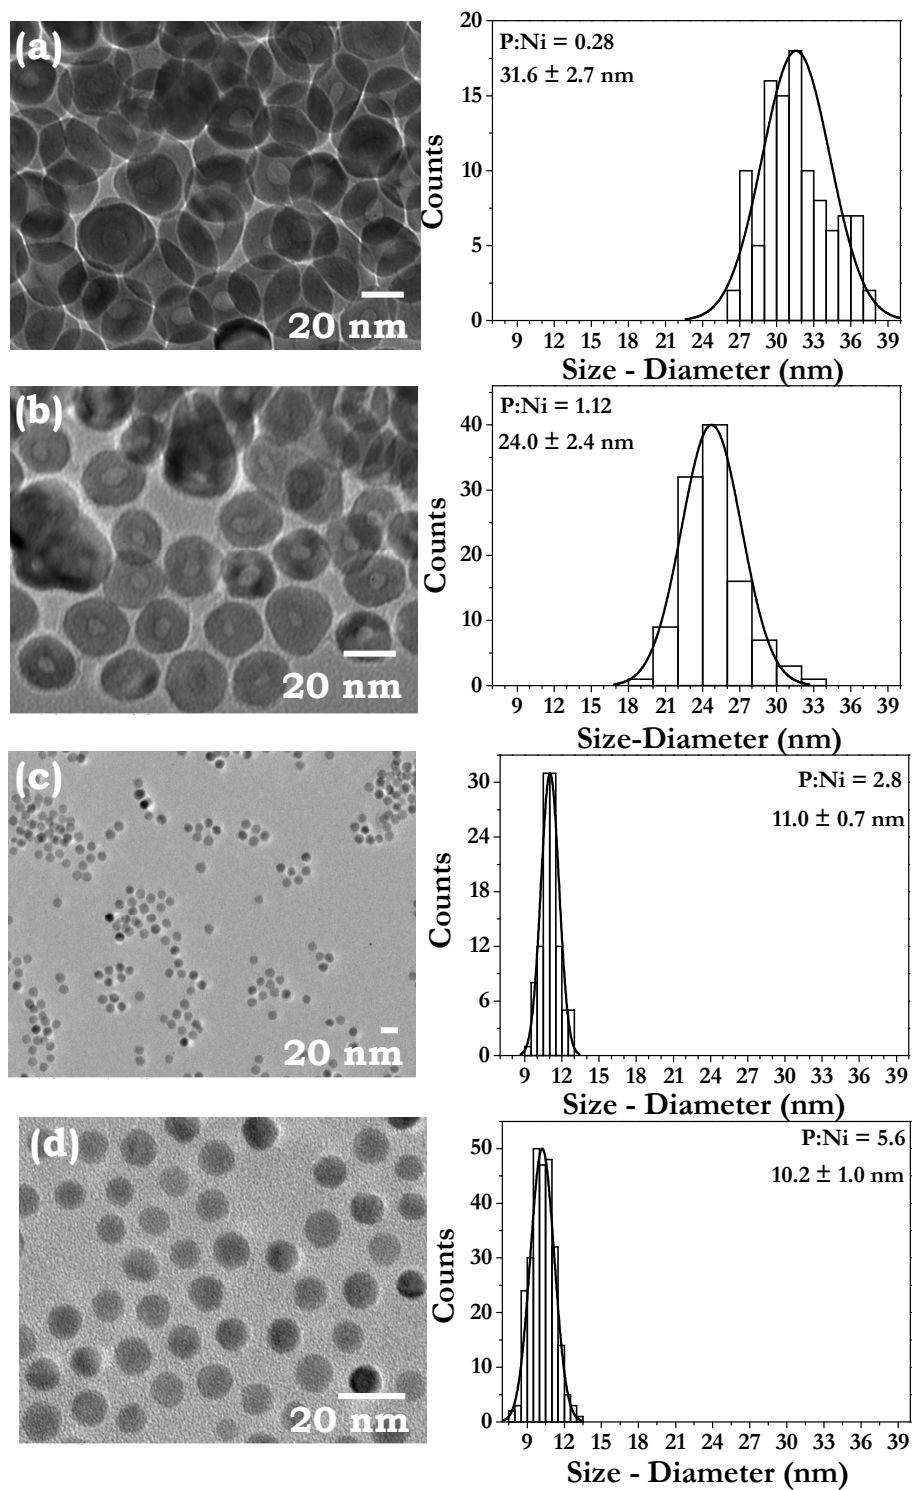 (a)
20 nm
P:Ni = 0.28
31.6 ± 2.7 nm
20
15
10
5
0
Counts
9 12 15 18 21 24 27 30 33 36 39
Size - Diameter (nm)
(b)
20 nm
P:Ni = 1.12
24.0 ± 2.4 nm
40
30
20
10
0
Counts
9 12 15 18 21 24 27 30 33 36 39
Size-Diameter (nm)
(c)
20 nm
P:Ni = 2.8
11.0 ± 0.7 nm
30
24
18
12
6
0
Counts
9 12 15 18 21 24 27 30 33 36 39
Size - Diameter (nm)
(d)
20 nm
P:Ni = 5.6
10.2 ± 1.0 nm
50
40
30
20
10
0
Counts
9 12 15 18 21 24 27 30 33 36 39
Size - Diameter (nm)